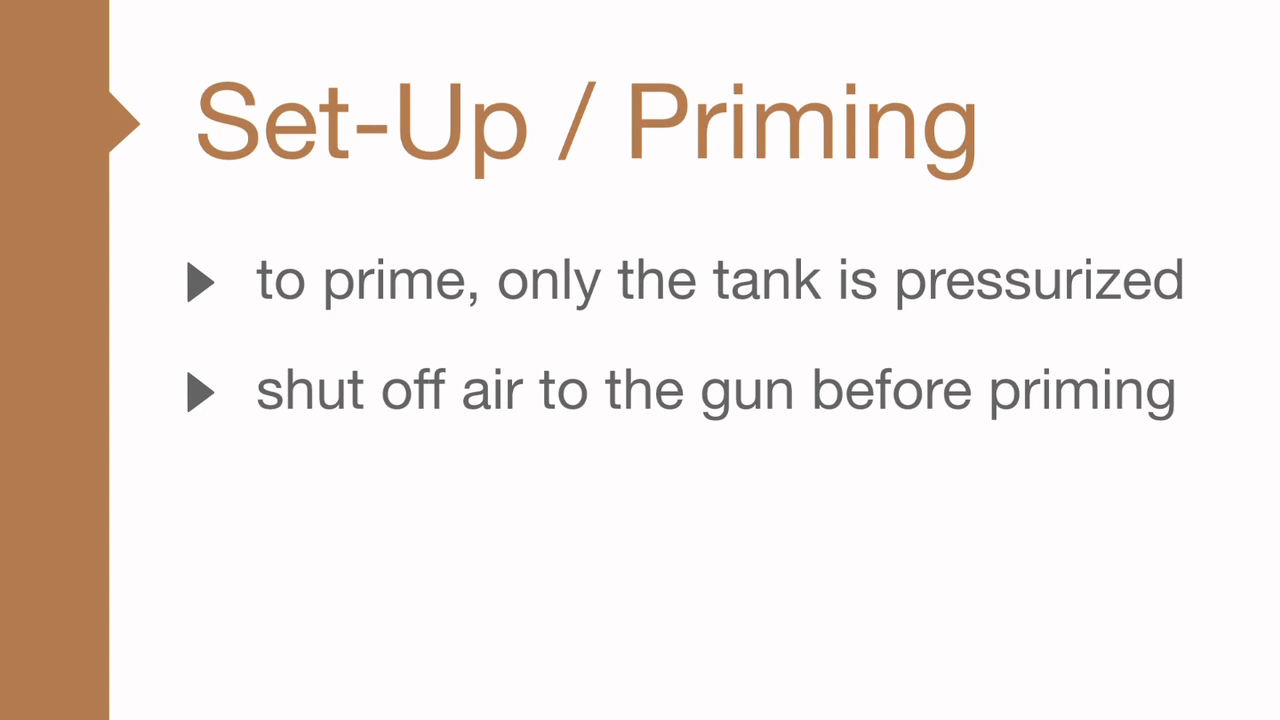 Set-Up / Priming
to prime, only the tank is pressurized
shut off air to the gun before priming